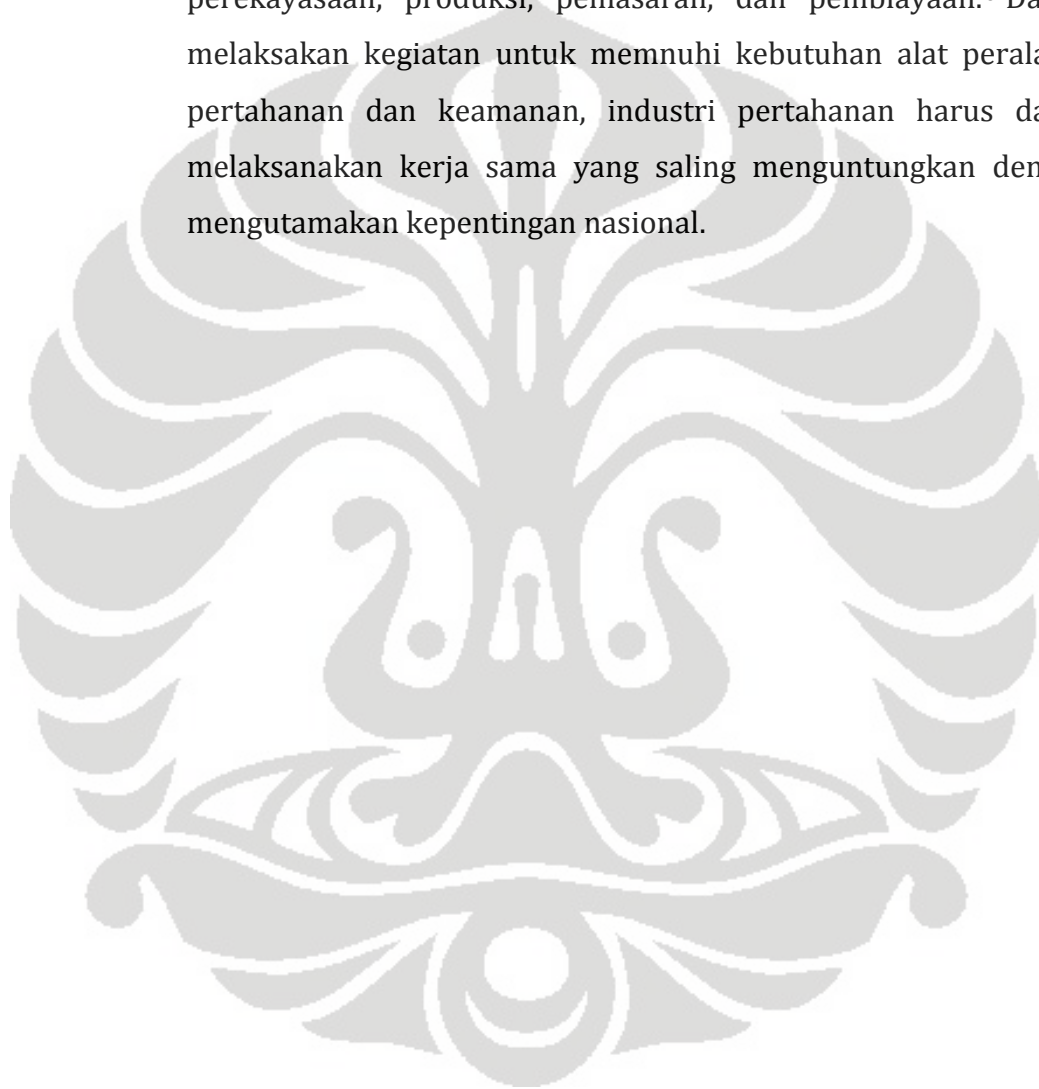 perekayasaan, produksi, pemasaran, dan pembiayaan. Da
melaksakan kegiatan untuk memnuhi kebutuhan alat perala
pertahanan dan keamanan, industri pertahanan harus da
melaksanakan kerja sama yang saling menguntungkan den
mengutamakan kepentingan nasional.